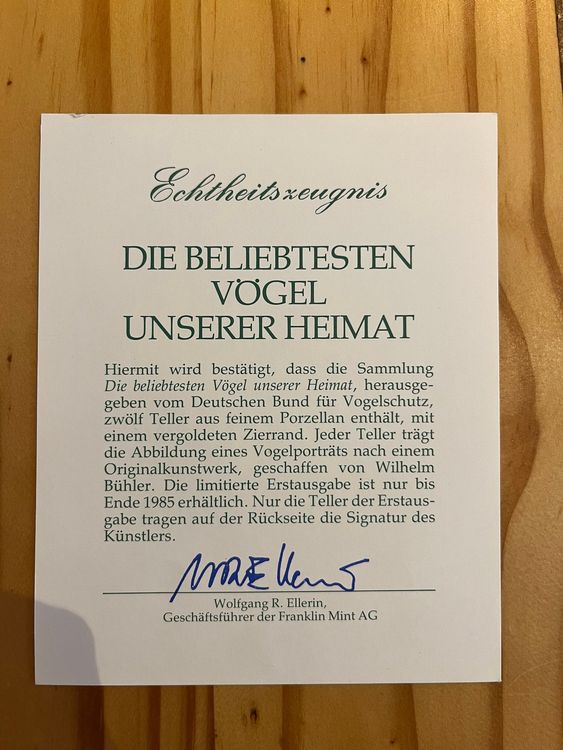 Echtheitszeugnis
DIE BELIEBTESTEN
VÖGEL
UNSERER HEIMAT
Hiermit wird bestätigt, dass die Sammlung
Die beliebtesten Vögel unserer Heimat, herausge-
geben vom Deutschen Bund für Vogelschutz,
zwölf Teller aus feinem Porzellan enthält, mit
einem vergoldeten Zierrand. Jeder Teller trägt
die Abbildung eines Vogelporträts nach einem
Originalkunstwerk, geschaffen von Wilhelm
Bühler. Die limitierte Erstausgabe ist nur bis
Ende 1985 erhältlich. Nur die Teller der Erstaus-
gabe tragen auf der Rückseite die Signatur des
Künstlers.
Wolfgang R. Ellerin,
Geschäftsführer der Franklin Mint AG